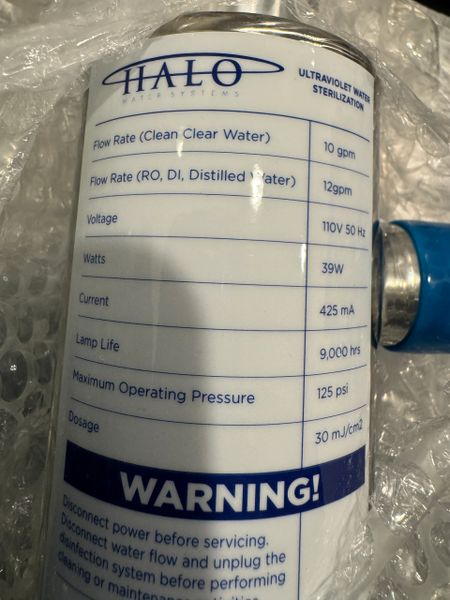 HALO
WATER SYSTEMS
ULTRAVIOLET WATER
STERILIZATION
Flow Rate (Clean Clear Water) 10 gpm
Flow Rate (RO, DI, Distilled Water) 12gpm
Voltage 110V 50 Hz
Watts 39W
Current 425 mA
Lamp Life 9,000 hrs
Maximum Operating Pressure 125 psi
Dosage 30 mJ/cm2
WARNING!
Disconnect power before servicing.
Disconnect water flow and unplug the
disinfection system before performing
cleaning or maintenance activities